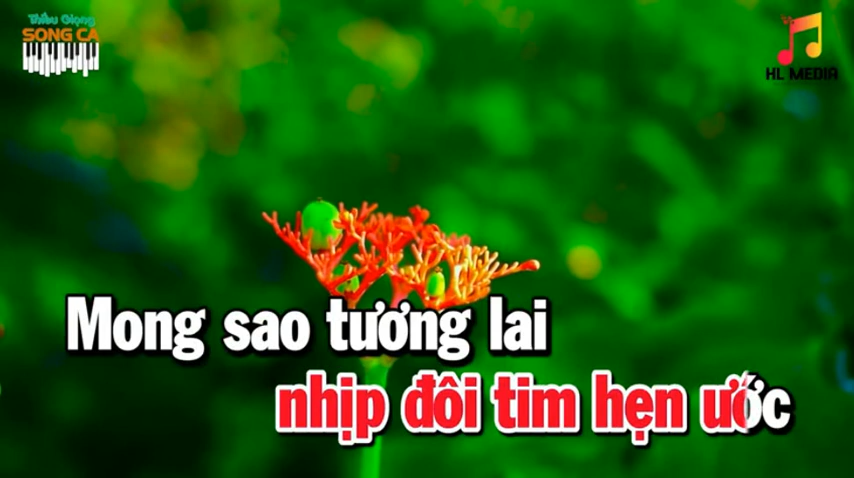 Thiếu Giọng
SONG CA
HL MEDIA
Mong sao tương lai
nhịp đôi tim hẹn ước